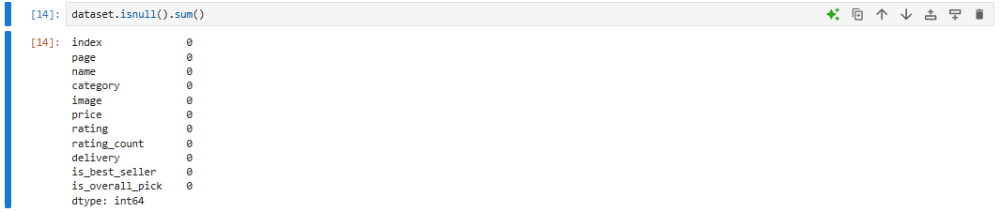 [14]: dataset.isnull().sum()
[14]: index 0
page 0
name 0
category 0
image 0
price 0
rating 0
rating_count 0
delivery 0
is_best_seller 0
is_overall_pick 0
dtype: int64